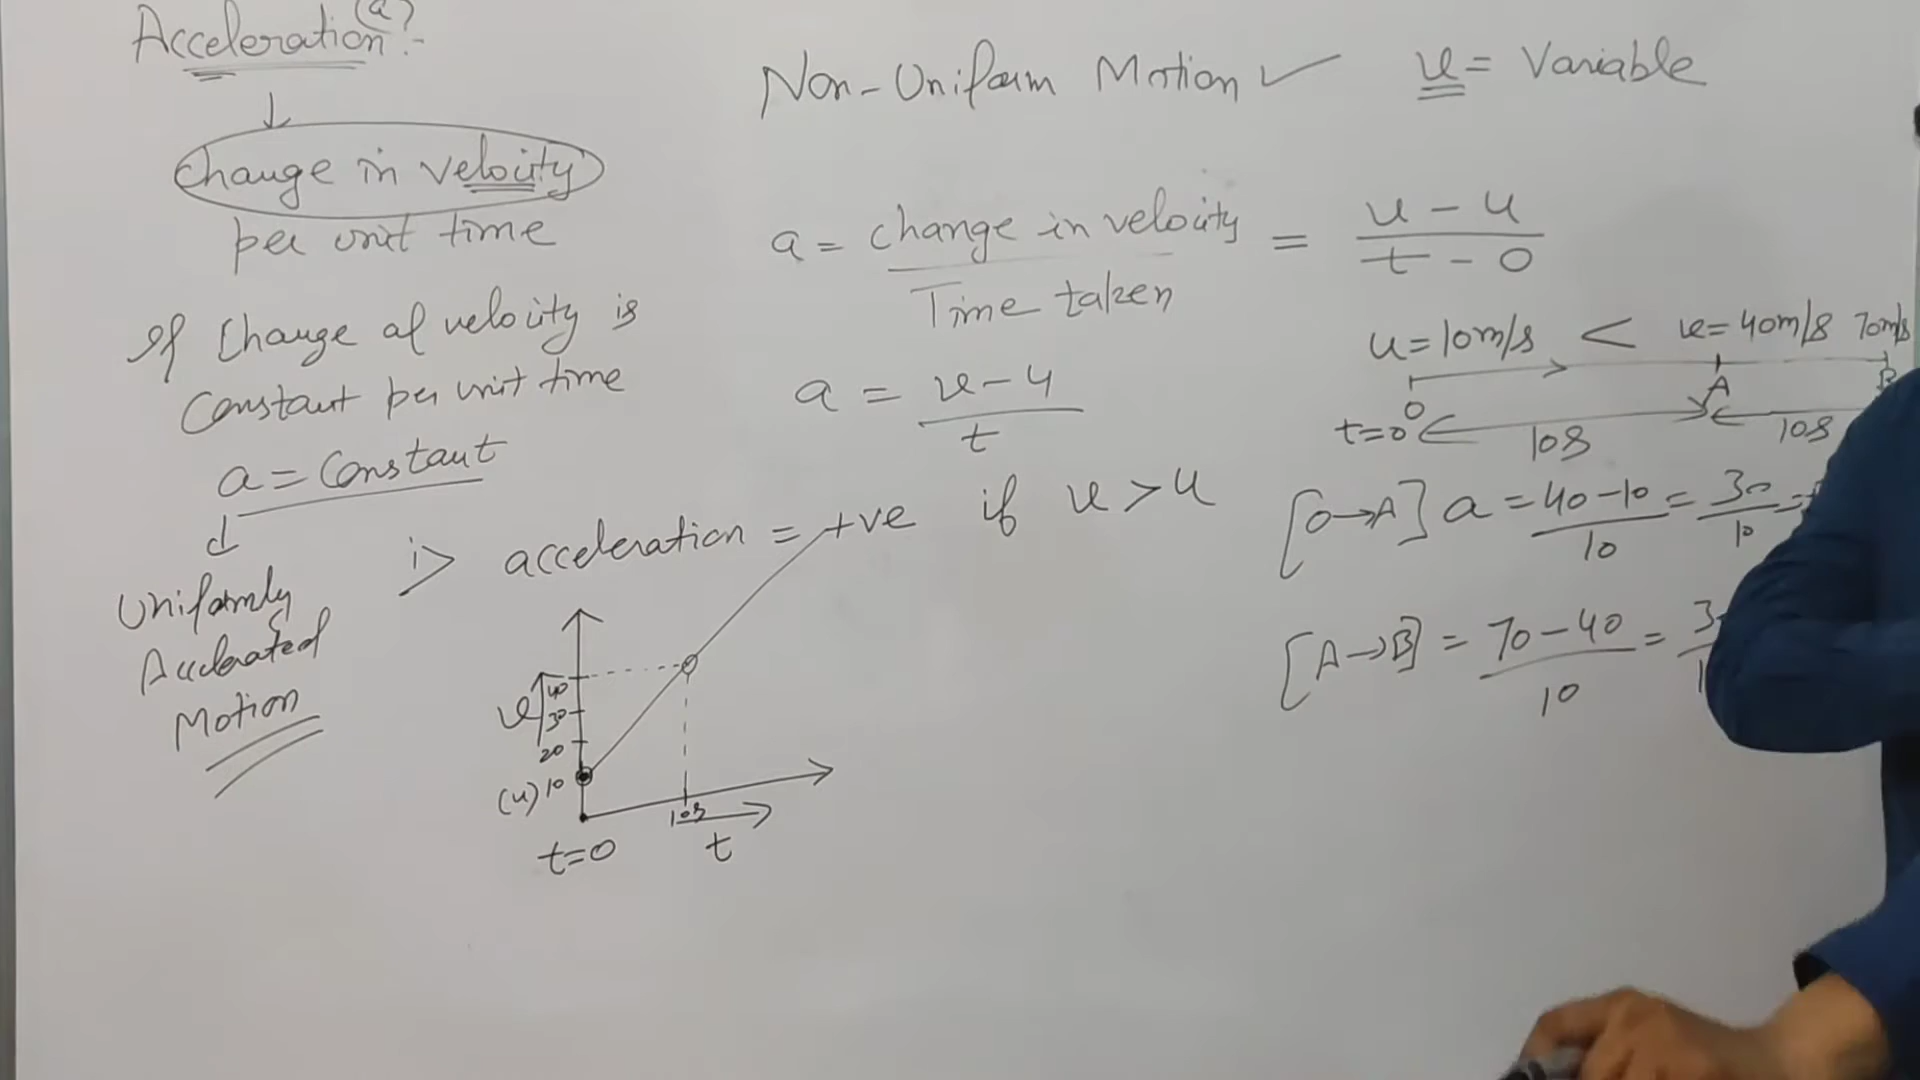 Acceleration (a):-
↓
Change in velocity
per unit time
If change of velocity is
Constant per unit time
a = Constant
↓
Uniformly
Accelerated
Motion
Non-Uniform Motion ✓ v = Variable
a = change in velocity / Time taken = v - u / t - 0
a = v - u / t
i> acceleration = +ve if v > u
u = 10m/s < v = 40m/s 70m/s
O A B
t=0 10s 10s
[O→A] a = 40-10 / 10 = 30 / 10 =
[A→B] = 70-40 / 10 =
v↑
40
30
20
(u) 10
10s
t=0 t